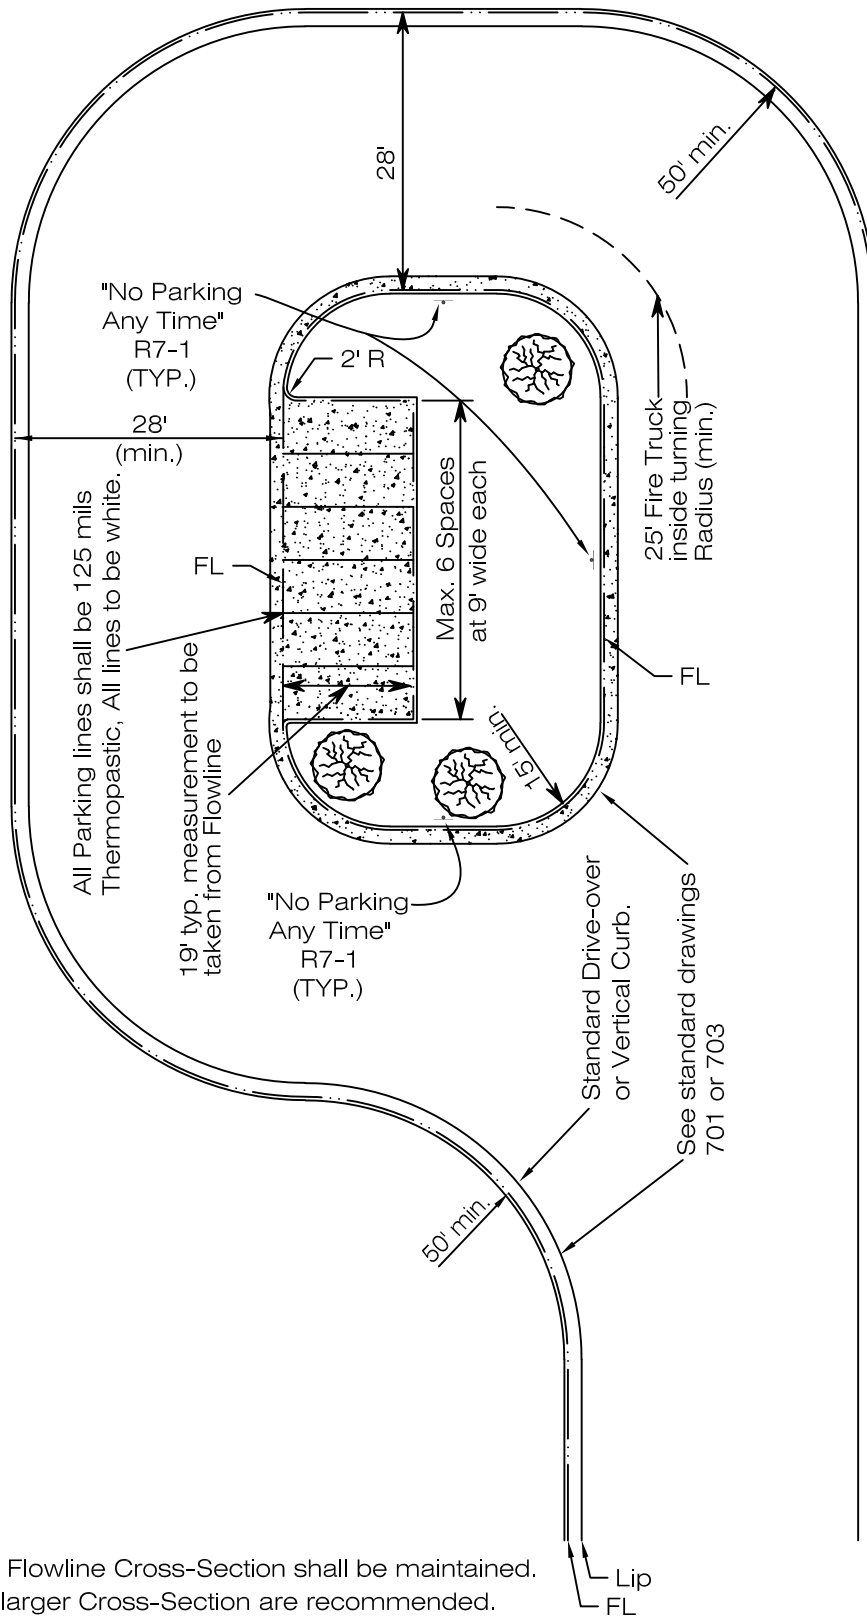 28'
50' min.
"No Parking
Any Time"
R7-1
(TYP.)
2' R
28'
(min.)
25' Fire Truck
inside turning
Radius (min.)
Max. 6 Spaces
at 9' wide each
All Parking lines shall be 125 mils
Thermopastic, All lines to be white.
FL
19' typ. measurement to be
taken from Flowline
FL
15' min.
"No Parking
Any Time"
R7-1
(TYP.)
Standard Drive-over
or Vertical Curb.
See standard drawings
701 or 703
50' min.
Flowline Cross-Section shall be maintained.
larger Cross-Section are recommended.
Lip
FL